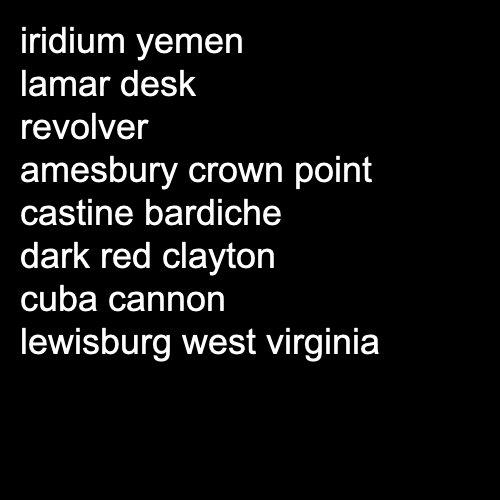 iridium yemen
lamar desk
revolver
amesbury crown point
castine bardiche
dark red clayton
cuba cannon
lewisburg west virginia